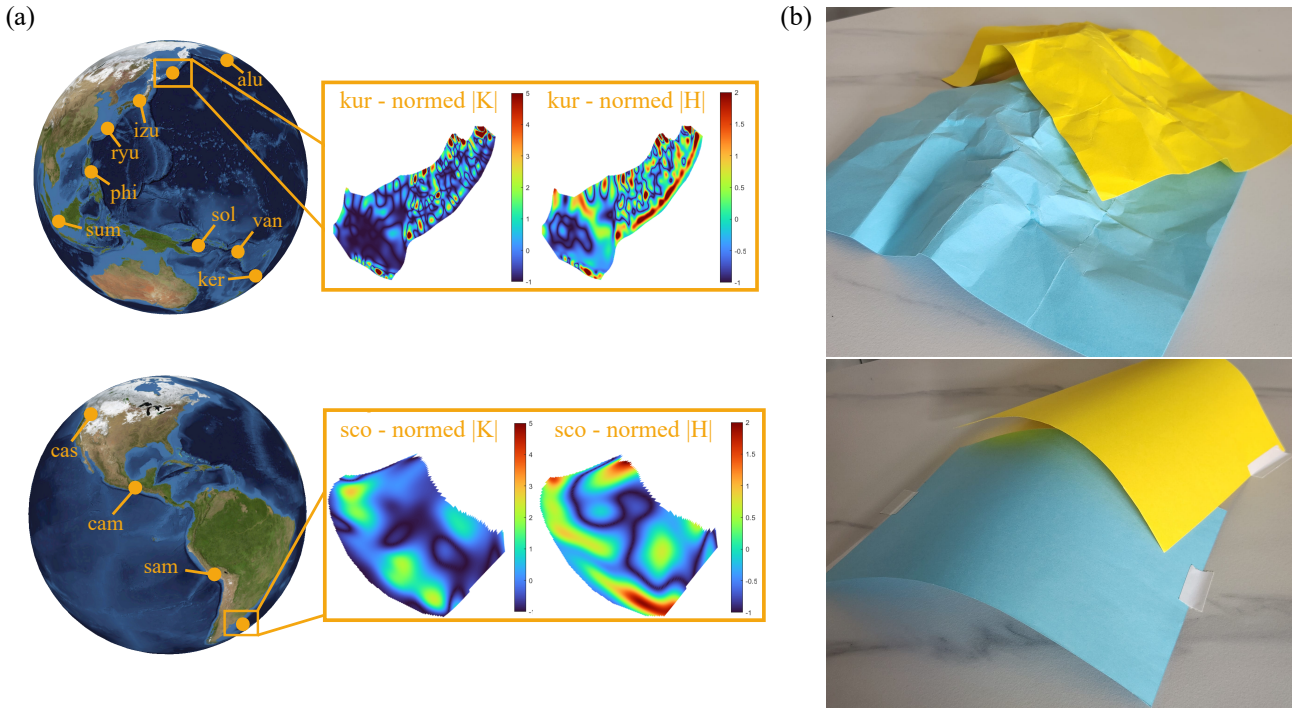 (a)
(b)
alu
izu
ryu
phi
sum
sol
van
ker
kur - normed |K|
5
4
3
2
1
0
-1
kur - normed |H|
2
1.5
1
0.5
0
-0.5
-1
cas
cam
sam
sco - normed |K|
5
4
3
2
1
0
-1
sco - normed |H|
2
1.5
1
0.5
0
-0.5
-1